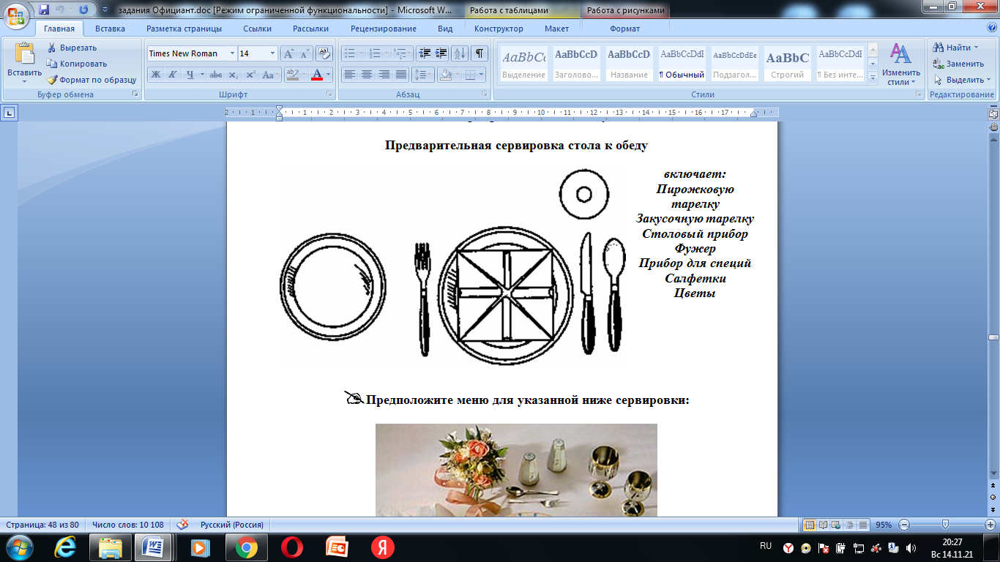 задания Официант.doc [Режим ограниченной функциональности] - Microsoft W...
Работа с таблицами
Работа с рисунками
Главная
Вставка
Разметка страницы
Ссылки
Рассылки
Рецензирование
Вид
Конструктор
Макет
Формат
Вставить
Вырезать
Копировать
Формат по образцу
Буфер обмена
Times New Roman
14
Ж К Ч abc x₂ x² Aa
Шрифт
Абзац
AaBbCc
Выделение
AaBbCcD
Заголово...
AaBbCcD
Название
AaBbCcDdI
¶ Обычный
AaBbCcDdEe
Подзагол...
AaBbC
Строгий
AaBbCcDdI
¶ Без инте...
Изменить
стили
Стили
Найти
Заменить
Выделить
Редактирование
2 1 1 2 3 4 5 6 7 8 9 10 11 12 13 14 15 16 17
Предварительная сервировка стола к обеду
включает:
Пирожковую
тарелку
Закусочную тарелку
Столовый прибор
Фужер
Прибор для специй
Салфетки
Цветы
Предположите меню для указанной ниже сервировки:
Страница: 48 из 80
Число слов: 10 108
Русский (Россия)
95%
RU
20:27
Вс 14.11.21